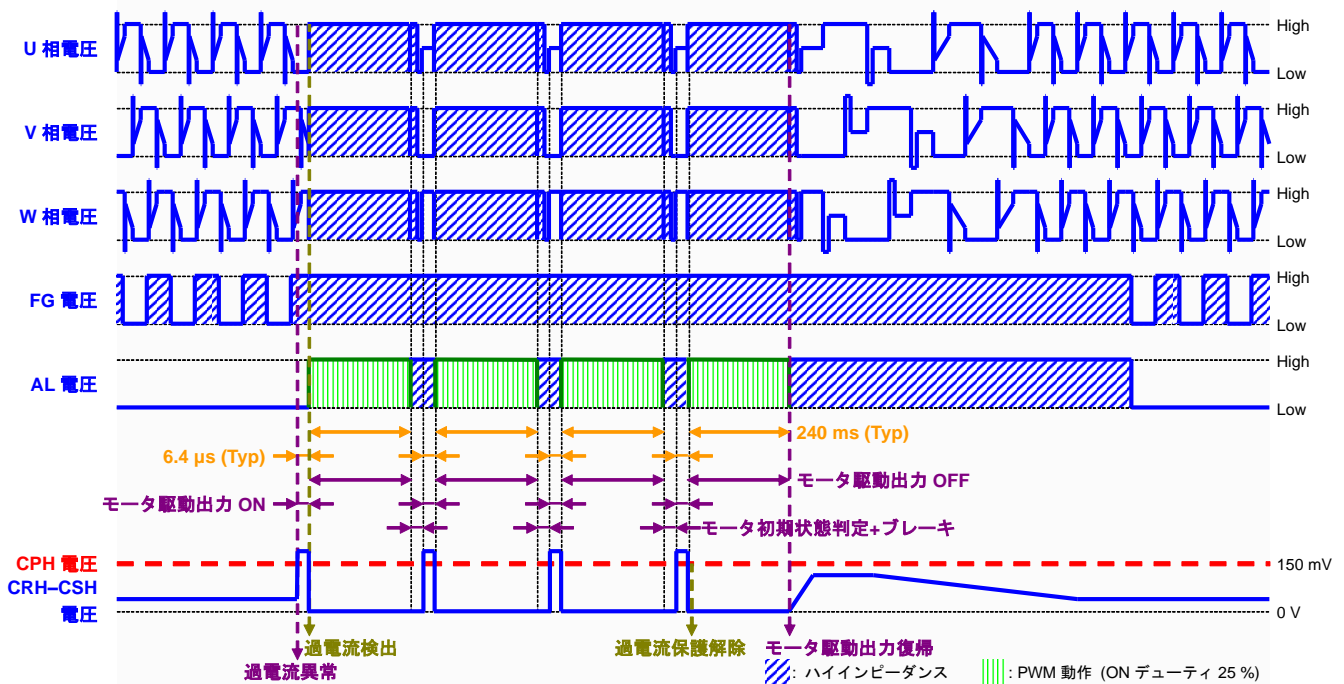 U 相電圧
High
Low
V 相電圧
High
Low
W 相電圧
High
Low
FG 電圧
High
Low
AL 電圧
High
Low
240 ms (Typ)
6.4 μs (Typ)
モータ駆動出力 OFF
モータ駆動出力 ON
モータ初期状態判定+ブレーキ
CPH 電圧
150 mV
CRH–CSH
電圧
0 V
過電流検出
過電流保護解除
モータ駆動出力復帰
過電流異常
: ハイインピーダンス
: PWM 動作 (ON デューティ 25 %)